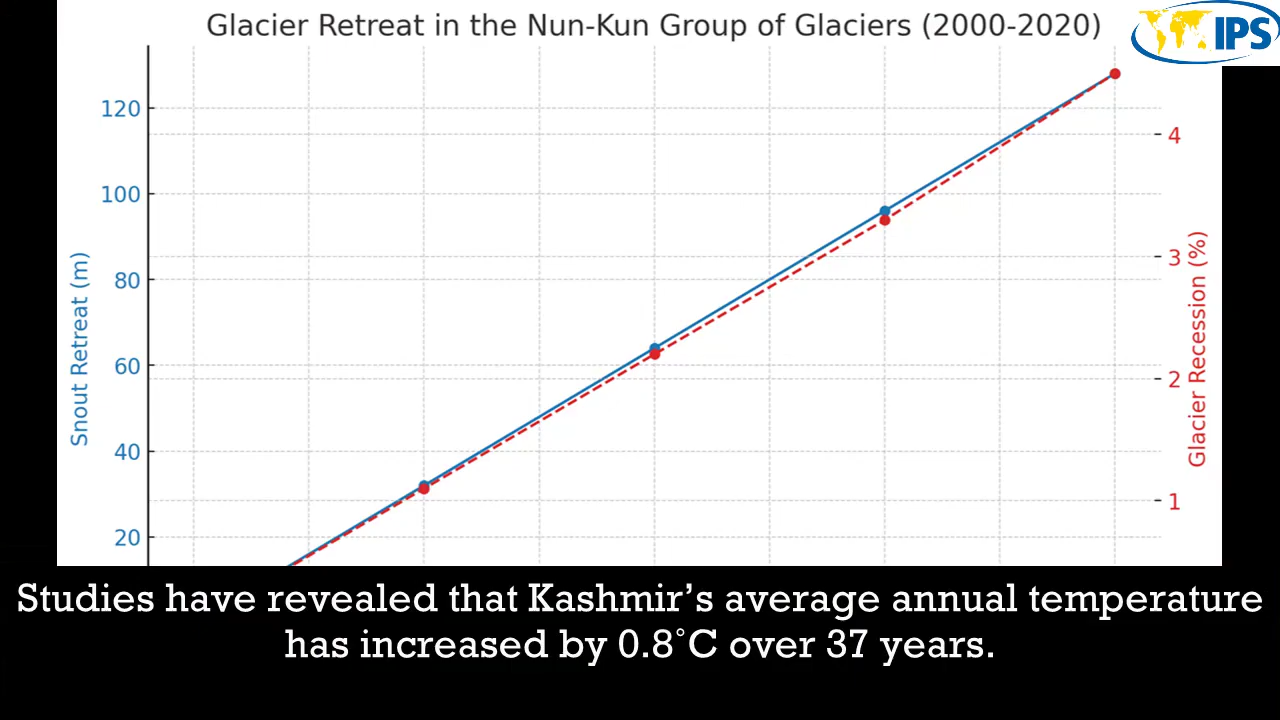 Glacier Retreat in the Nun-Kun Group of Glaciers (2000-2020)
IPS
120
100
80
60
40
20
Snout Retreat (m)
4
3
2
1
Glacier Recession (%)
Studies have revealed that Kashmir’s average annual temperature
has increased by 0.8°C over 37 years.